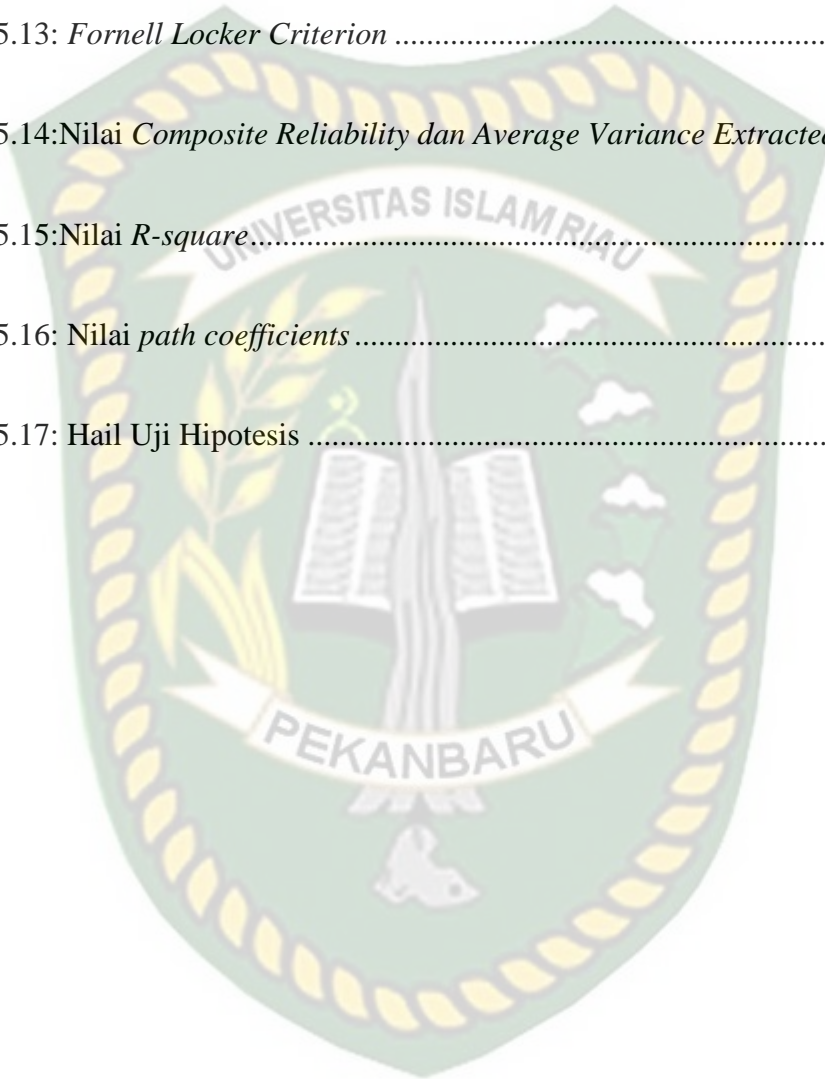 5.13: Fornell Locker Criterion ......................................................
UNIVERSITAS ISLAM RIAU
5.14:Nilai Composite Reliability dan Average Variance Extracted
5.15:Nilai R-square........................................................................
5.16: Nilai path coefficients ...........................................................
5.17: Hail Uji Hipotesis .................................................................
PEKANBARU